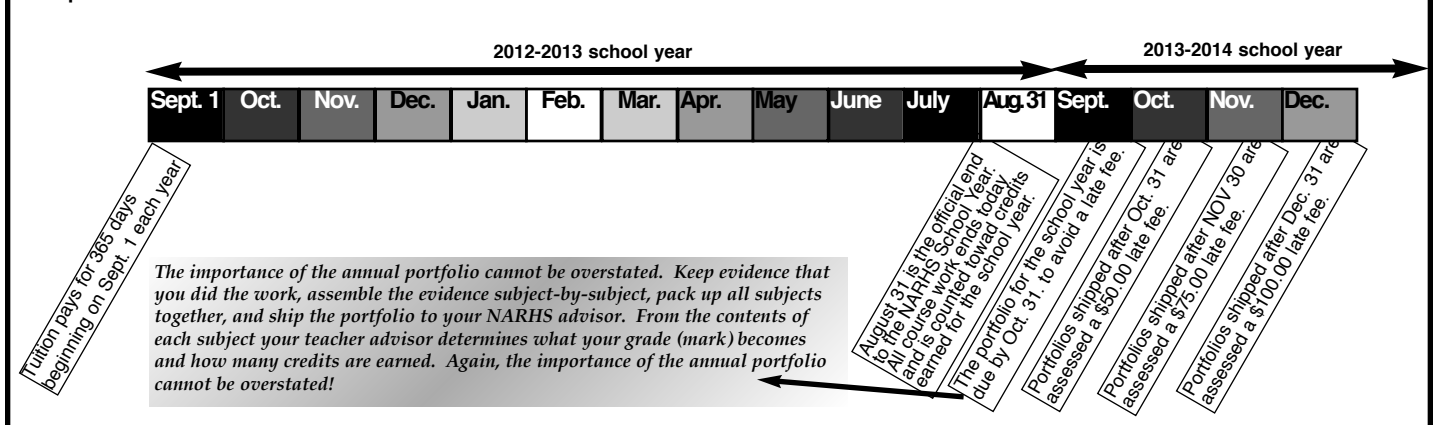 2012-2013 school year
2013-2014 school year
Sept. 1 Oct. Nov. Dec. Jan. Feb. Mar. Apr. May June July Aug.31 Sept. Oct. Nov. Dec.
Tuition pays for 365 days
beginning on Sept. 1 each year
August 31 is the official end
to the NARHS School Year.
All course work ends today
and is counted towad credits
earned for the school year.
The portfolio for the school year is
due by Oct. 31. to avoid a late fee.
Portfolios shipped after Oct. 31 are
assessed a $50.00 late fee.
Portfolios shipped after NOV 30 are
assessed a $75.00 late fee.
Portfolios shipped after Dec. 31 are
assessed a $100.00 late fee.
The importance of the annual portfolio cannot be overstated.  Keep evidence that
you did the work, assemble the evidence subject-by-subject, pack up all subjects
together, and ship the portfolio to your NARHS advisor.  From the contents of
each subject your teacher advisor determines what your grade (mark) becomes
and how many credits are earned.  Again, the importance of the annual portfolio
cannot be overstated!